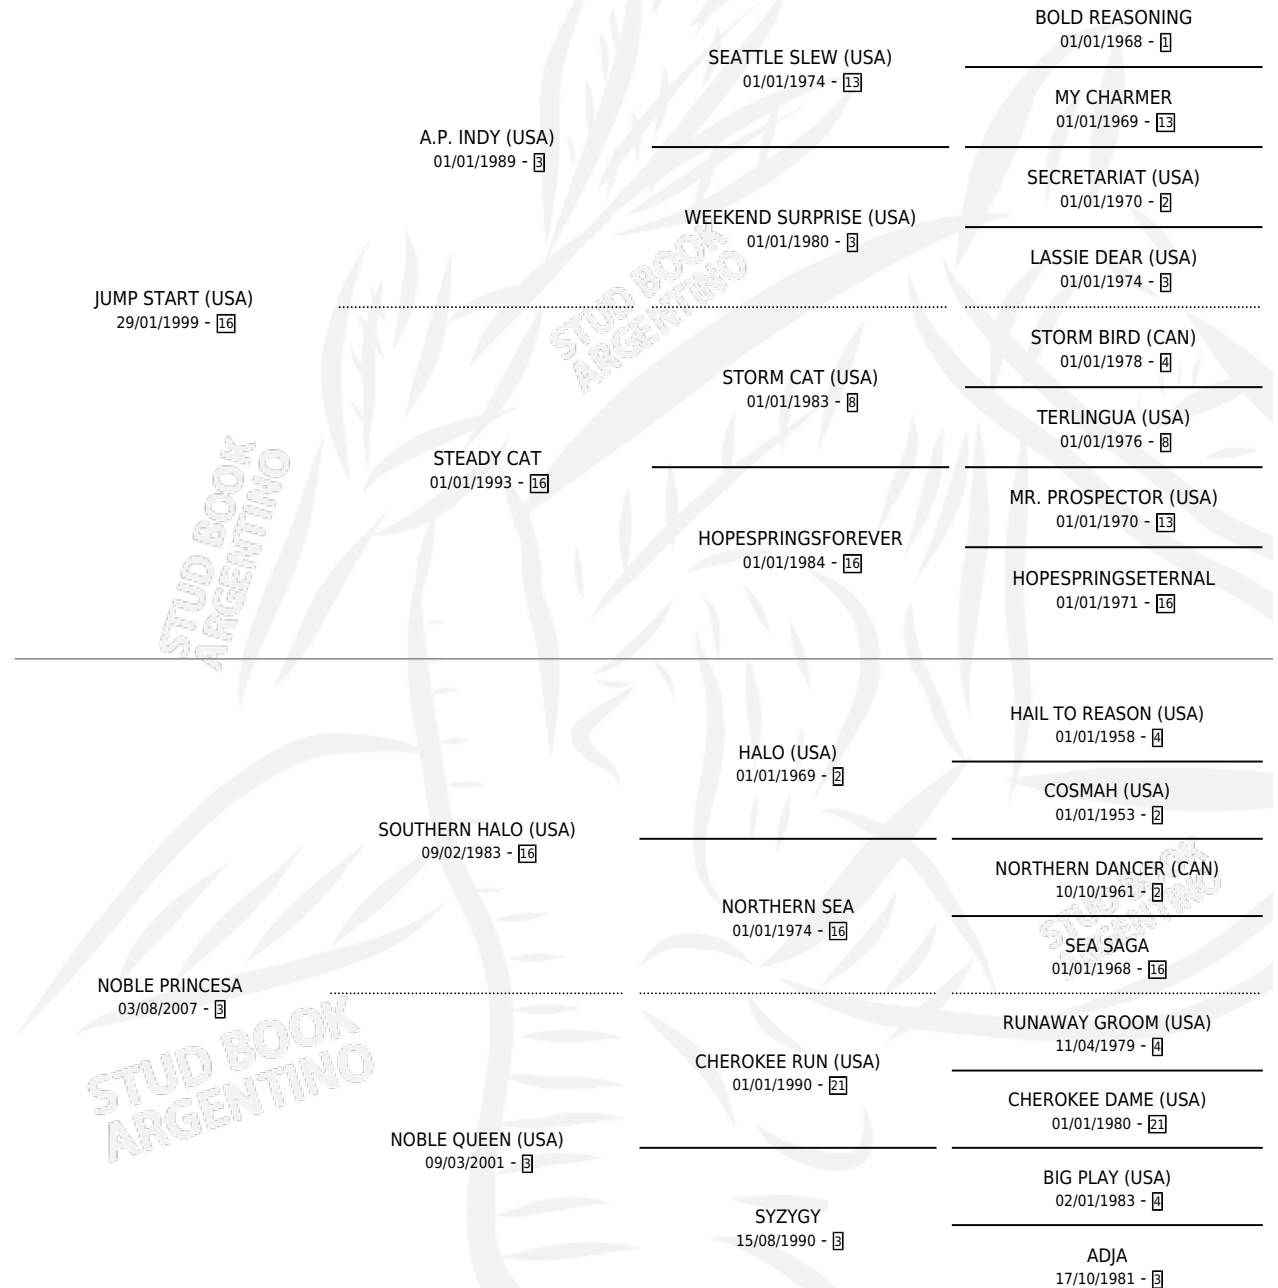 BOLD REASONING
01/01/1968 - 1
SEATTLE SLEW (USA)
01/01/1974 - 13
MY CHARMER
01/01/1969 - 13
A.P. INDY (USA)
01/01/1989 - 3
SECRETARIAT (USA)
01/01/1970 - 2
WEEKEND SURPRISE (USA)
01/01/1980 - 3
LASSIE DEAR (USA)
01/01/1974 - 3
JUMP START (USA)
29/01/1999 - 16
STORM BIRD (CAN)
01/01/1978 - 4
STORM CAT (USA)
01/01/1983 - 8
TERLINGUA (USA)
01/01/1976 - 8
STEADY CAT
01/01/1993 - 16
MR. PROSPECTOR (USA)
01/01/1970 - 13
HOPESPRINGSFOREVER
01/01/1984 - 16
HOPESPRINGSETERNAL
01/01/1971 - 16
HAIL TO REASON (USA)
01/01/1958 - 4
HALO (USA)
01/01/1969 - 2
COSMAH (USA)
01/01/1953 - 2
SOUTHERN HALO (USA)
09/02/1983 - 16
NORTHERN DANCER (CAN)
10/10/1961 - 2
NORTHERN SEA
01/01/1974 - 16
SEA SAGA
01/01/1968 - 16
NOBLE PRINCESA
03/08/2007 - 3
RUNAWAY GROOM (USA)
11/04/1979 - 4
CHEROKEE RUN (USA)
01/01/1990 - 21
CHEROKEE DAME (USA)
01/01/1980 - 21
NOBLE QUEEN (USA)
09/03/2001 - 3
BIG PLAY (USA)
02/01/1983 - 4
SYZYGY
15/08/1990 - 3
ADJA
17/10/1981 - 3
STUD BOOK
ARGENTINO
STUD BOOK
ARGENTINO
STUD BOOK
ARGENTINO
STUD BOOK
ARGENTINO